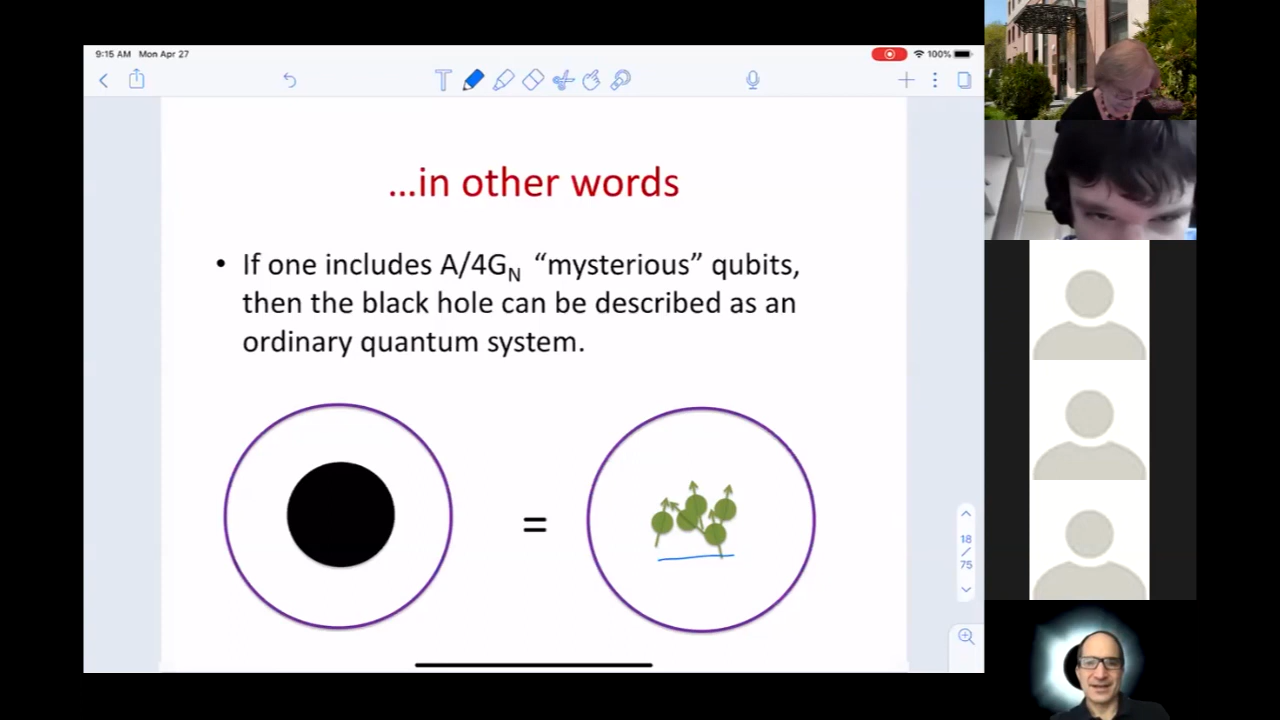 9:15 AM Mon Apr 27
100%
T
...in other words
• If one includes A/4G_N “mysterious” qubits,
then the black hole can be described as an
ordinary quantum system.
=
18
/
75